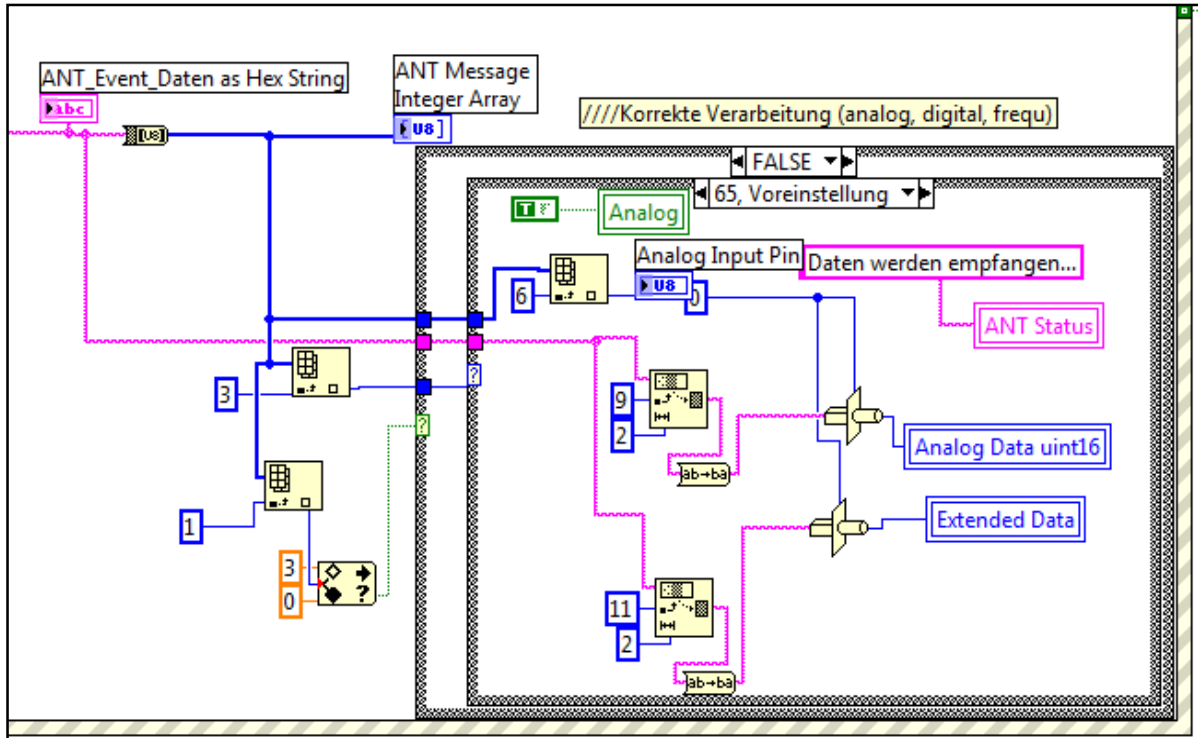 ANT_Event_Daten as Hex String
abc
[U8]
ANT Message
Integer Array
U8]
////Korrekte Verarbeitung (analog, digital, frequ)
FALSE
65, Voreinstellung
T
Analog
Analog Input Pin
U8
Daten werden empfangen...
6
0
ANT Status
?
3
9
2
?
Analog Data uint16
ab→ba
1
Extended Data
3
?
0
11
2
ab→ba